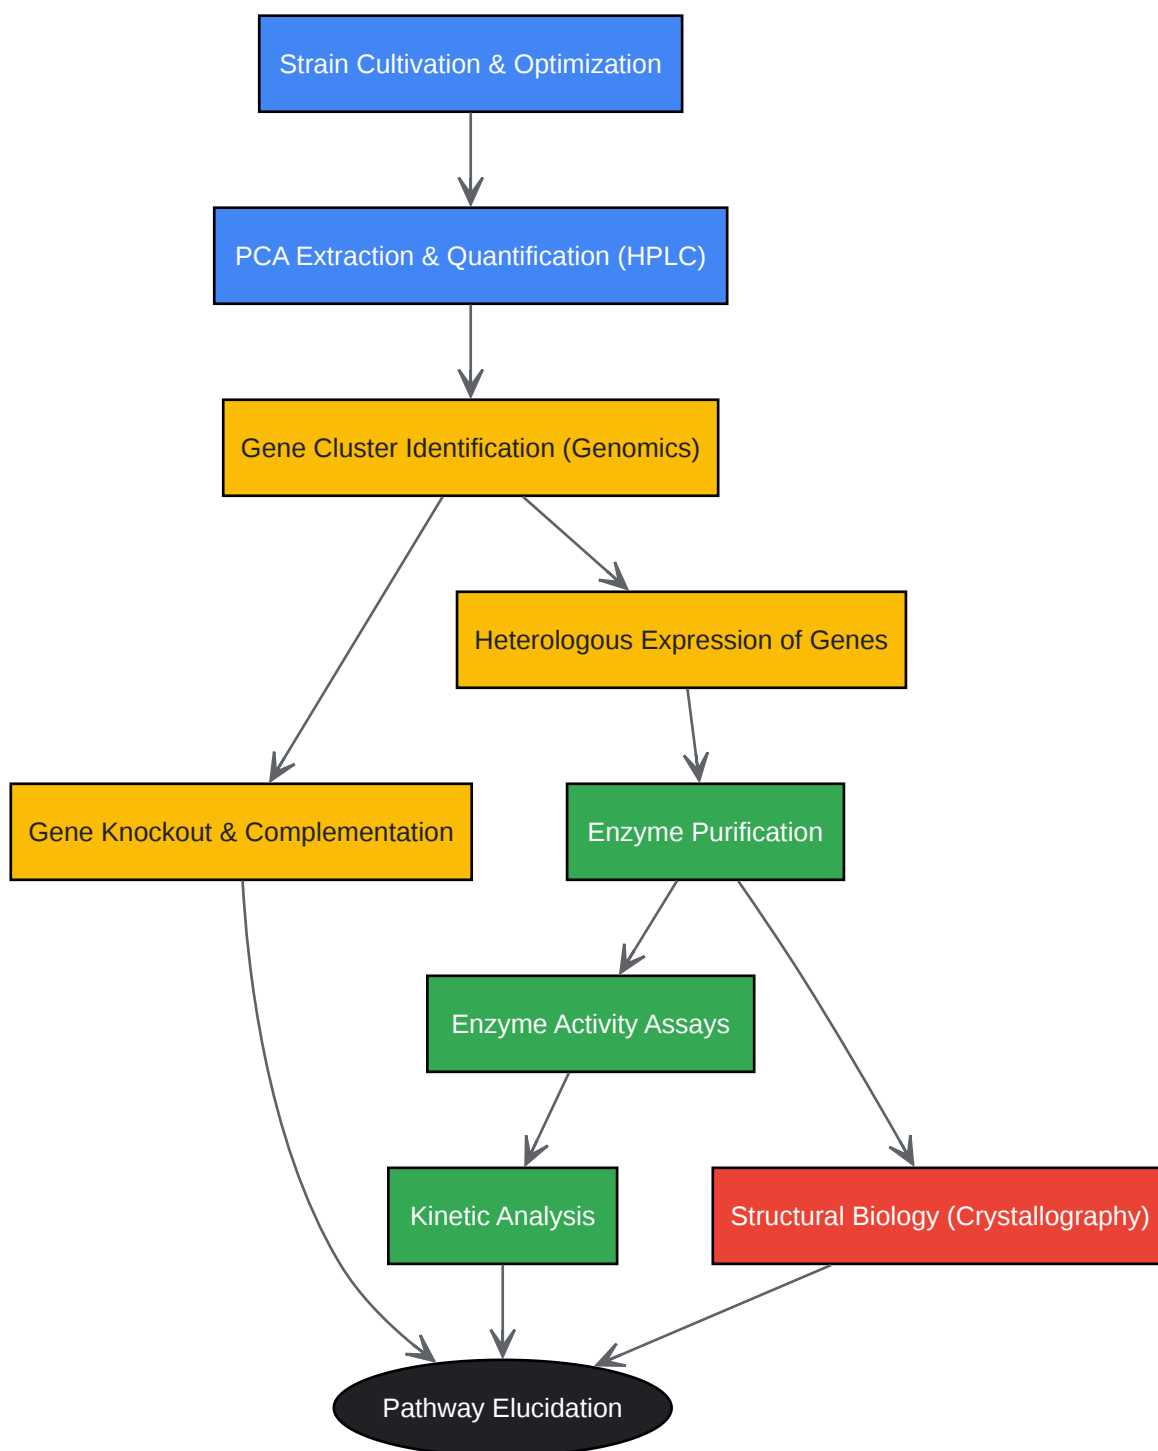 Strain Cultivation & Optimization
PCA Extraction & Quantification (HPLC)
Gene Cluster Identification (Genomics)
Heterologous Expression of Genes
Gene Knockout & Complementation
Enzyme Purification
Enzyme Activity Assays
Kinetic Analysis
Structural Biology (Crystallography)
Pathway Elucidation